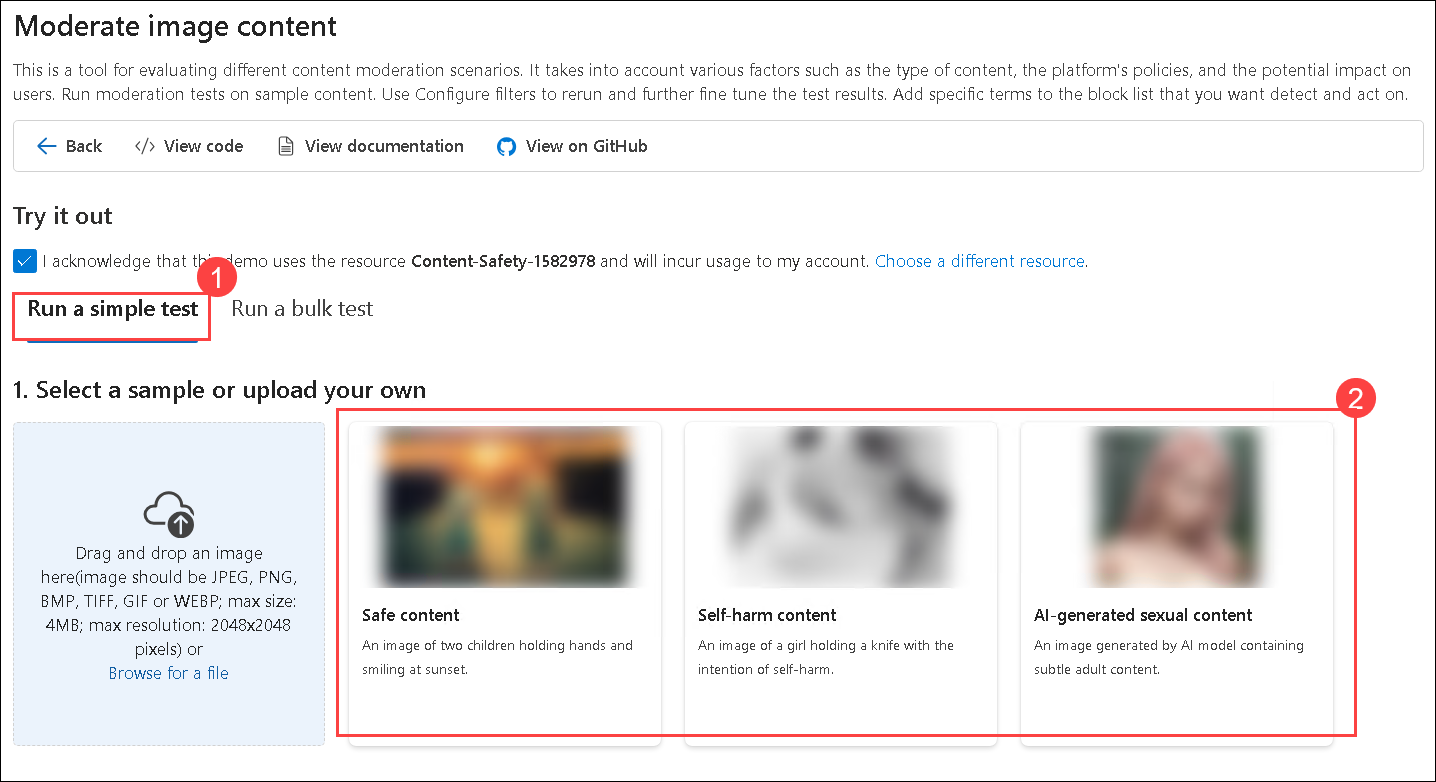 Moderate image content
This is a tool for evaluating different content moderation scenarios. It takes into account various factors such as the type of content, the platform's policies, and the potential impact on
users. Run moderation tests on sample content. Use Configure filters to rerun and further fine tune the test results. Add specific terms to the block list that you want detect and act on.
Back </> View code View documentation View on GitHub
Try it out
I acknowledge that this demo uses the resource Content-Safety-1582978 and will incur usage to my account. Choose a different resource.
1
Run a simple test Run a bulk test
1. Select a sample or upload your own
2
Drag and drop an image
here(image should be JPEG, PNG,
BMP, TIFF, GIF or WEBP; max size:
4MB; max resolution: 2048x2048
pixels) or
Browse for a file
Safe content
An image of two children holding hands and
smiling at sunset.
Self-harm content
An image of a girl holding a knife with the
intention of self-harm.
AI-generated sexual content
An image generated by AI model containing
subtle adult content.